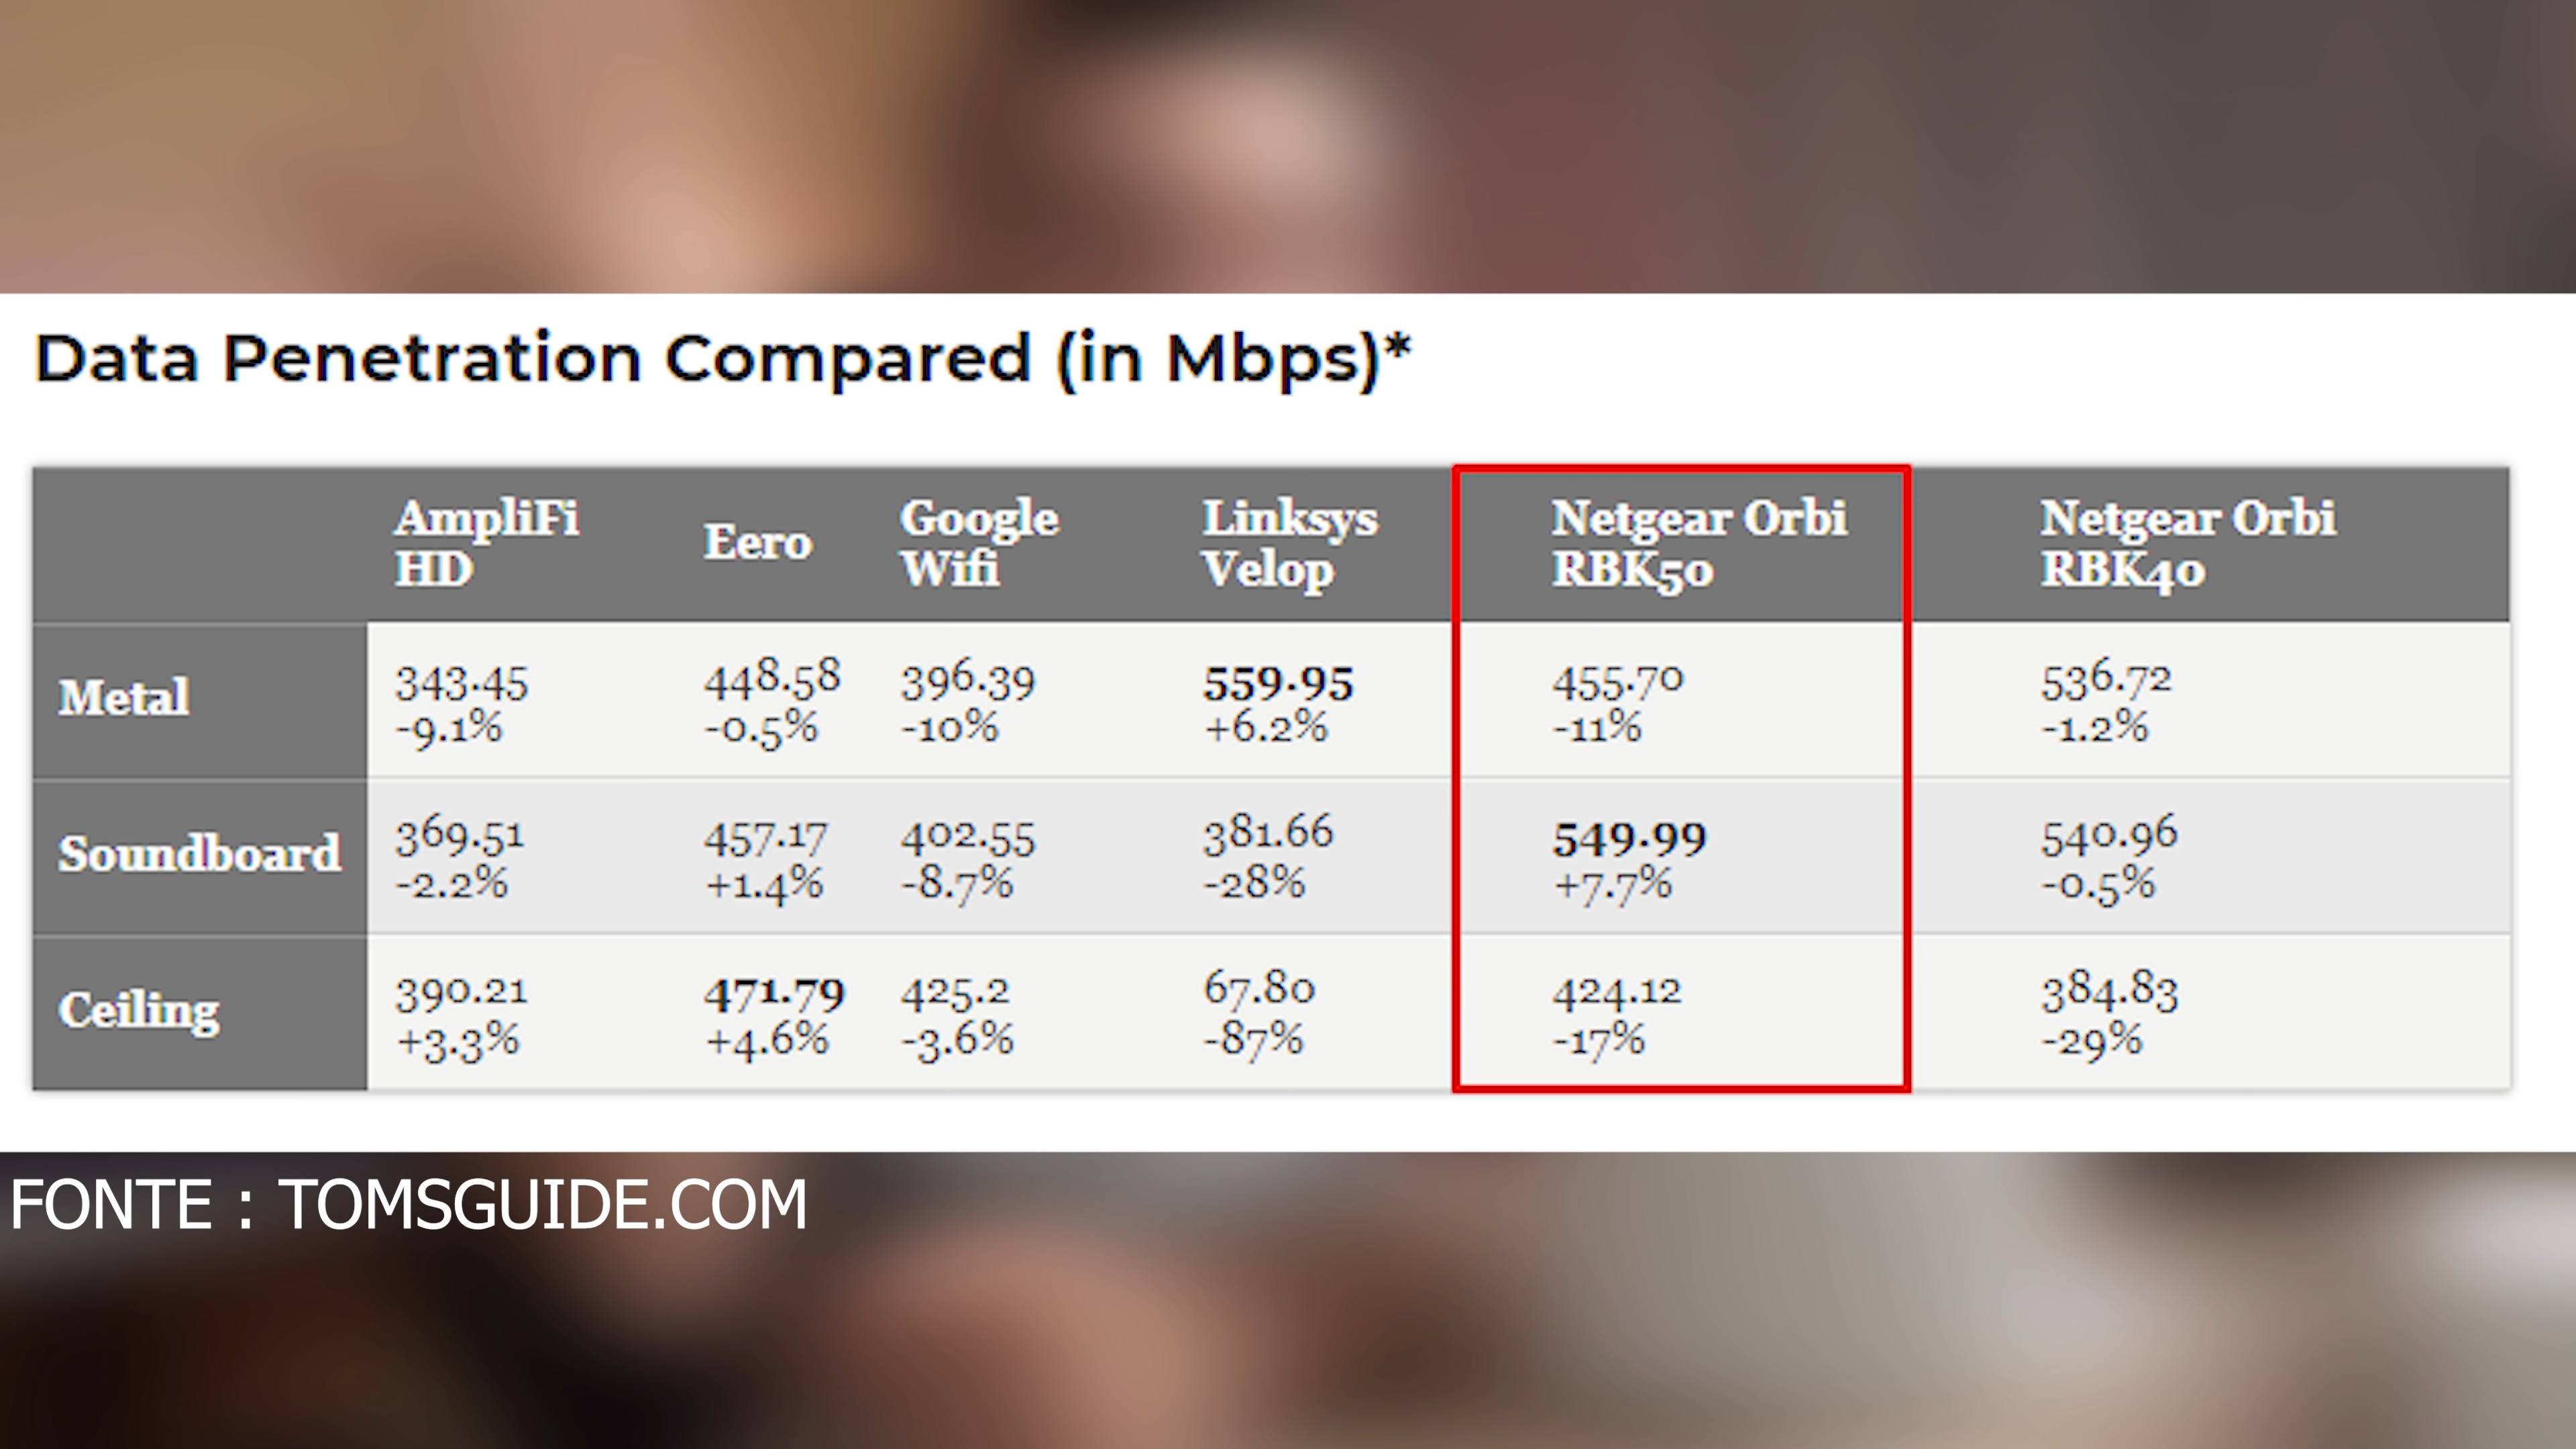 Data Penetration Compared (in Mbps)*
AmpliFi HD Eero Google Wifi Linksys Velop Netgear Orbi RBK50 Netgear Orbi RBK40
Metal 343.45 448.58 396.39 559.95 455.70 536.72
-9.1% -0.5% -10% +6.2% -11% -1.2%
Soundboard 369.51 457.17 402.55 381.66 549.99 540.96
-2.2% +1.4% -8.7% -28% +7.7% -0.5%
Ceiling 390.21 471.79 425.2 67.80 424.12 384.83
+3.3% +4.6% -3.6% -87% -17% -29%
FONTE : TOMSGUIDE.COM